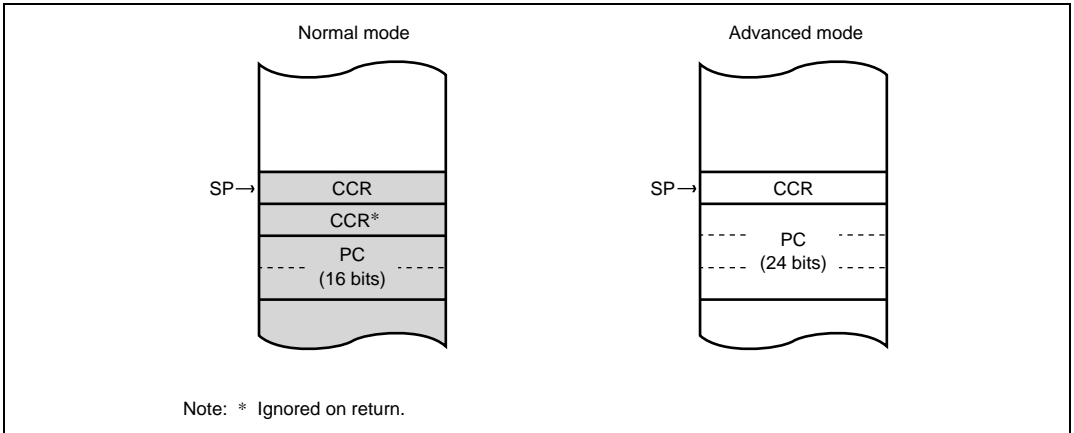 Normal mode
SP→
CCR
CCR*
PC
(16 bits)
Advanced mode
SP→
CCR
PC
(24 bits)
Note: * Ignored on return.